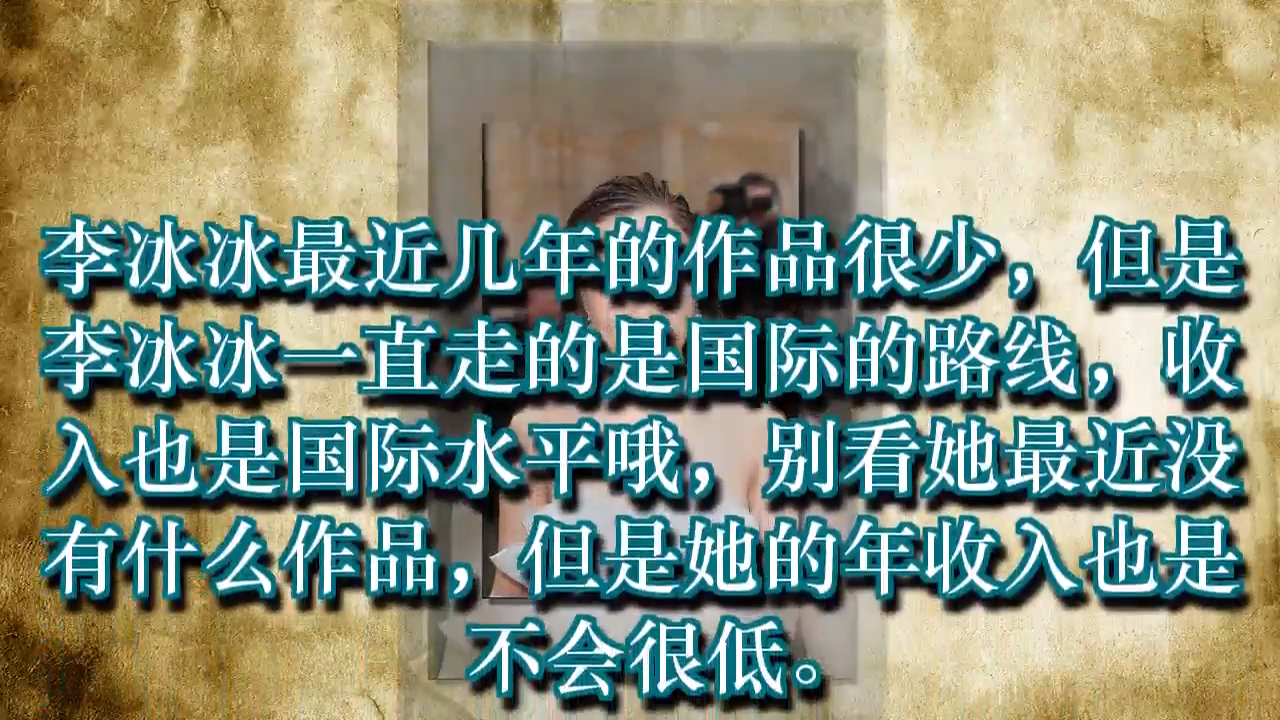 李冰冰最近几年的作品很少，但是
李冰冰一直走的是国际的路线，收
入也是国际水平哦，别看她最近没
有什么作品，但是她的年收入也是
不会很低。